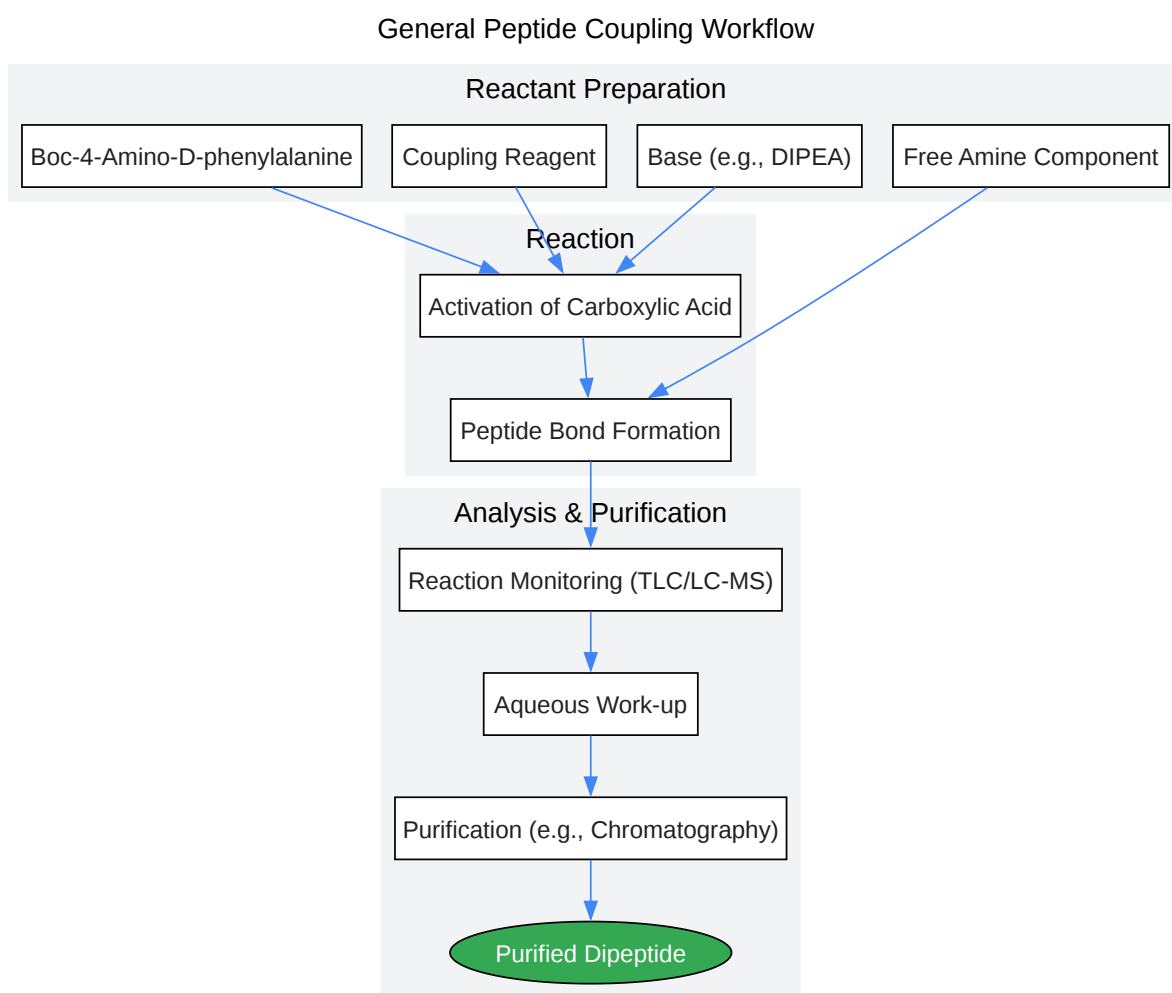 General Peptide Coupling Workflow
Reactant Preparation
Boc-4-Amino-D-phenylalanine
Coupling Reagent
Base (e.g., DIPEA)
Free Amine Component
Reaction
Activation of Carboxylic Acid
Peptide Bond Formation
Analysis & Purification
Reaction Monitoring (TLC/LC-MS)
Aqueous Work-up
Purification (e.g., Chromatography)
Purified Dipeptide